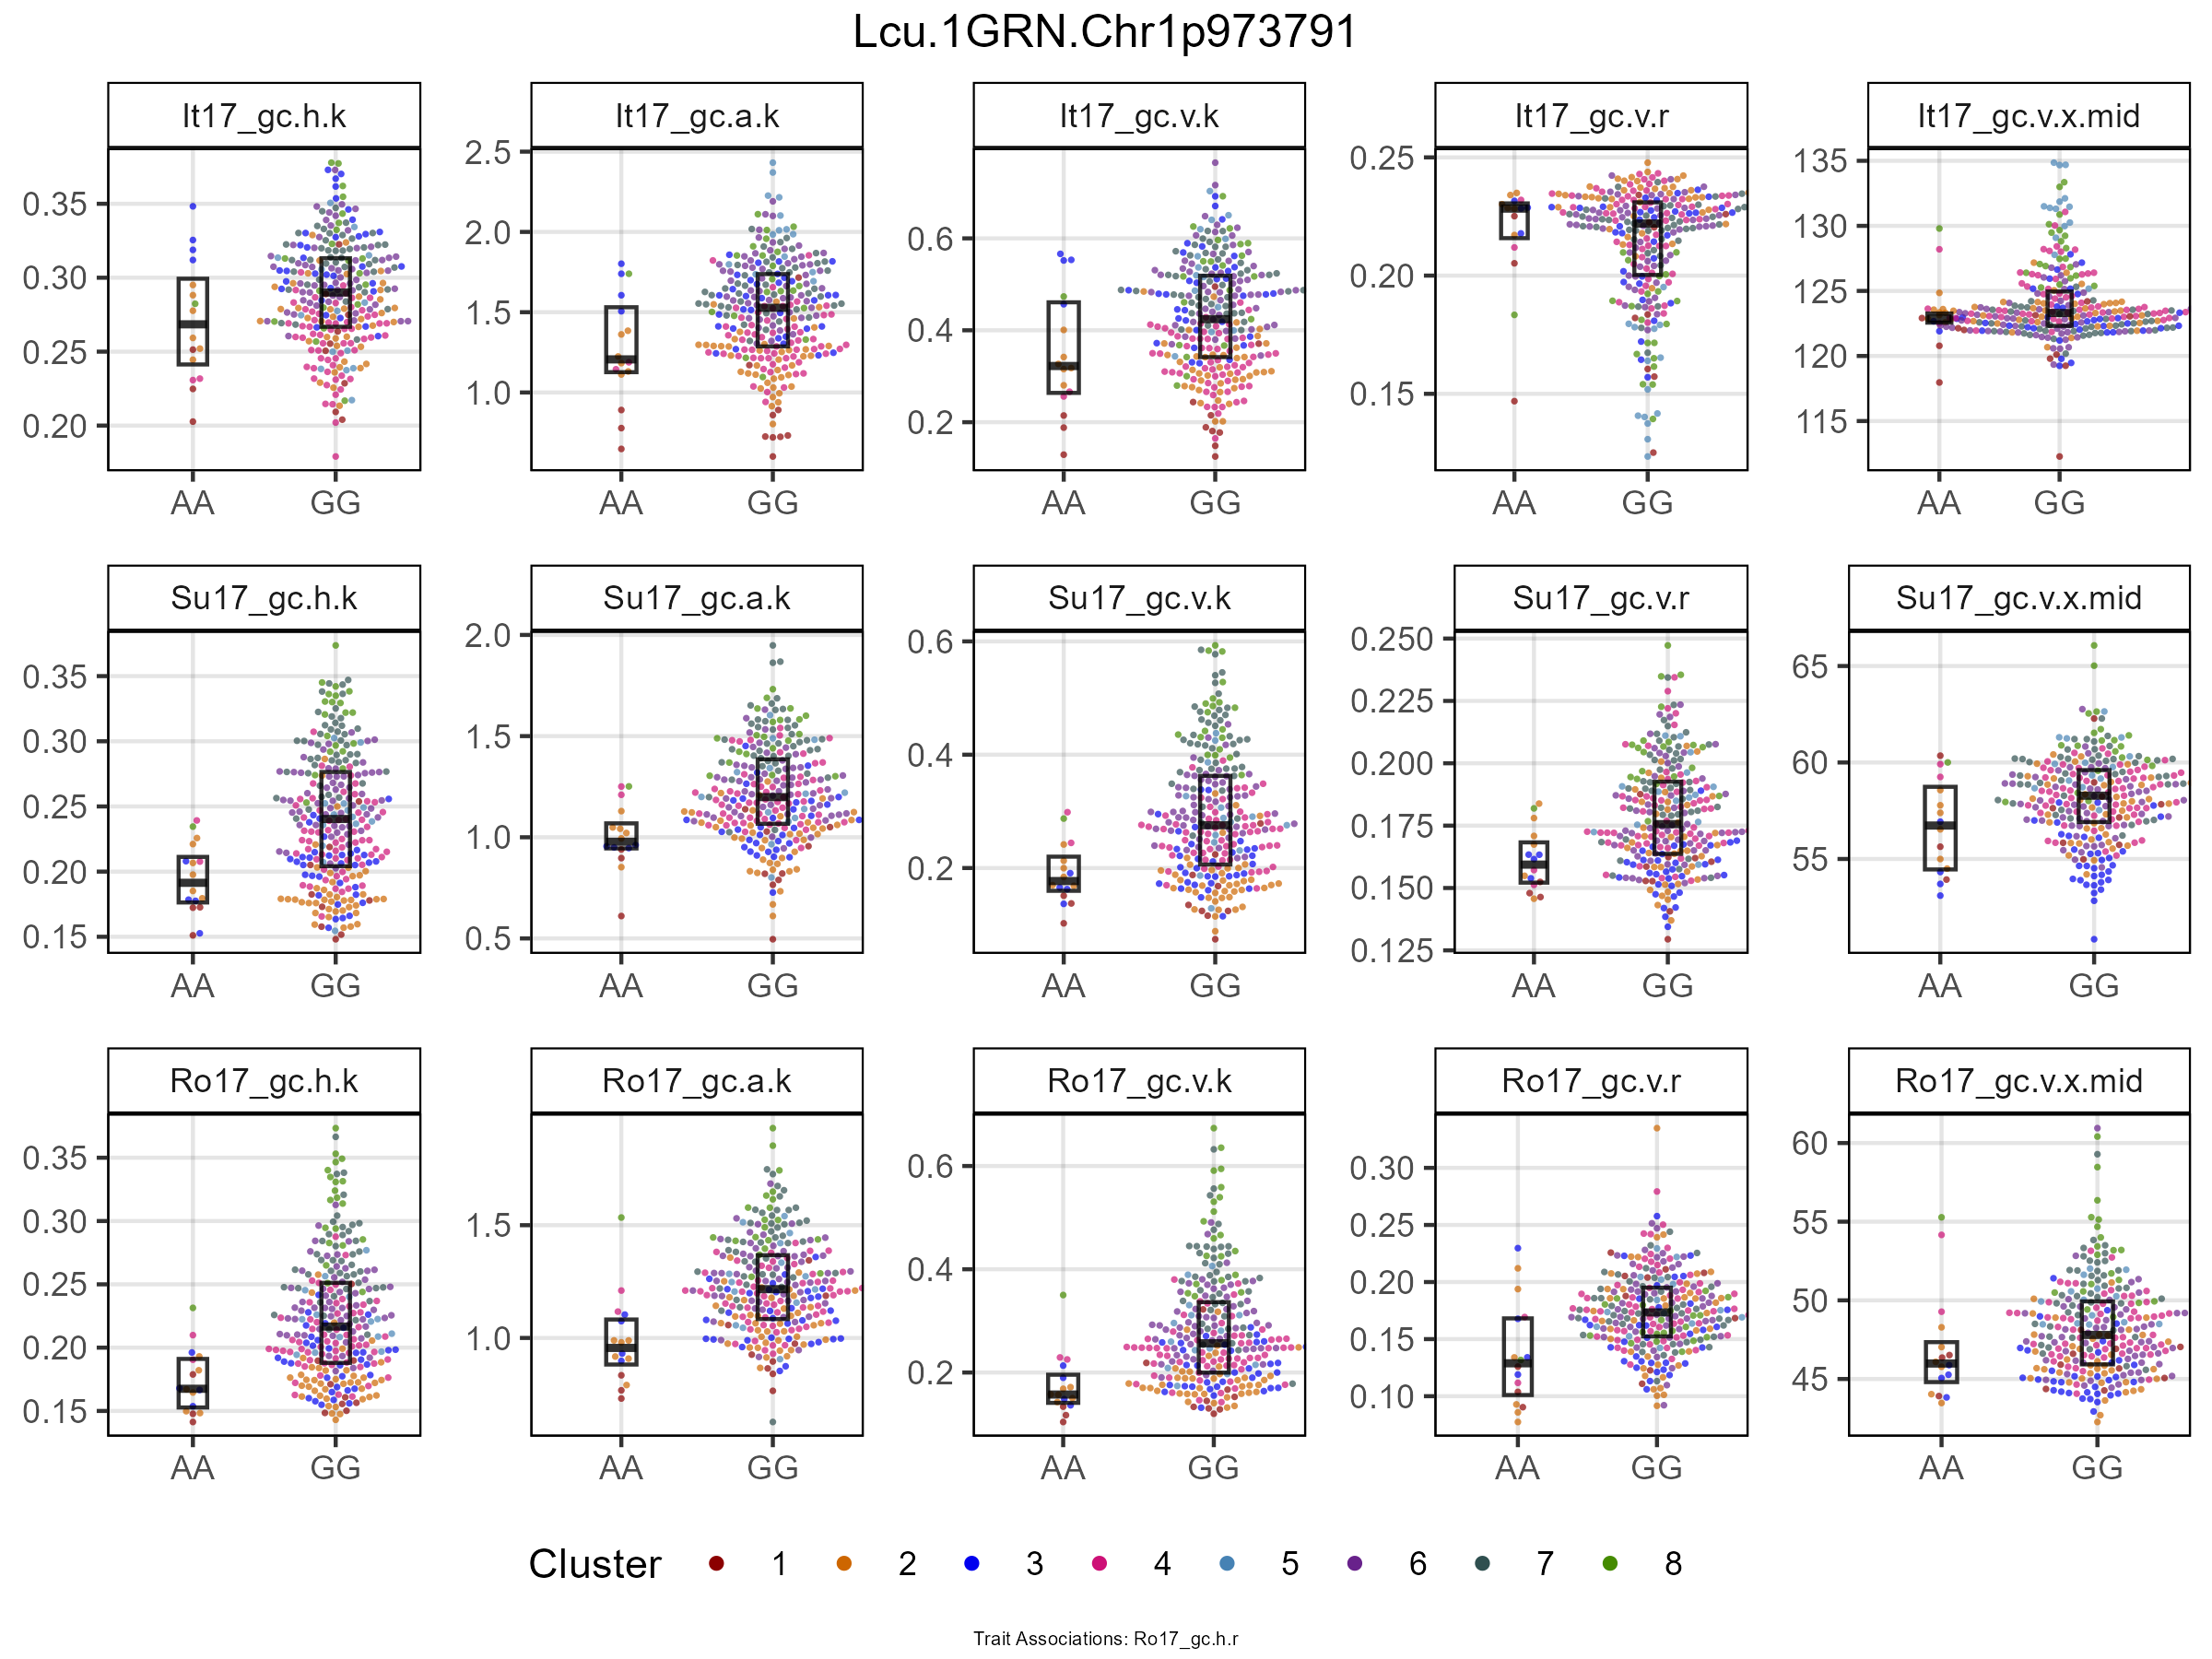 Lcu.1GRN.Chr1p973791
It17_gc.h.k It17_gc.a.k It17_gc.v.k It17_gc.v.r It17_gc.v.x.mid
0.35 0.30 0.25 0.20
2.5 2.0 1.5 1.0
0.6 0.4 0.2
0.25 0.20 0.15
135 130 125 120 115
AA GG AA GG AA GG AA GG AA GG
Su17_gc.h.k Su17_gc.a.k Su17_gc.v.k Su17_gc.v.r Su17_gc.v.x.mid
0.35 0.30 0.25 0.20 0.15
2.0 1.5 1.0 0.5
0.6 0.4 0.2
0.250 0.225 0.200 0.175 0.150 0.125
65 60 55
AA GG AA GG AA GG AA GG AA GG
Ro17_gc.h.k Ro17_gc.a.k Ro17_gc.v.k Ro17_gc.v.r Ro17_gc.v.x.mid
0.35 0.30 0.25 0.20 0.15
1.5 1.0
0.6 0.4 0.2
0.30 0.25 0.20 0.15 0.10
60 55 50 45
AA GG AA GG AA GG AA GG AA GG
Cluster 1 2 3 4 5 6 7 8
Trait Associations: Ro17_gc.h.r